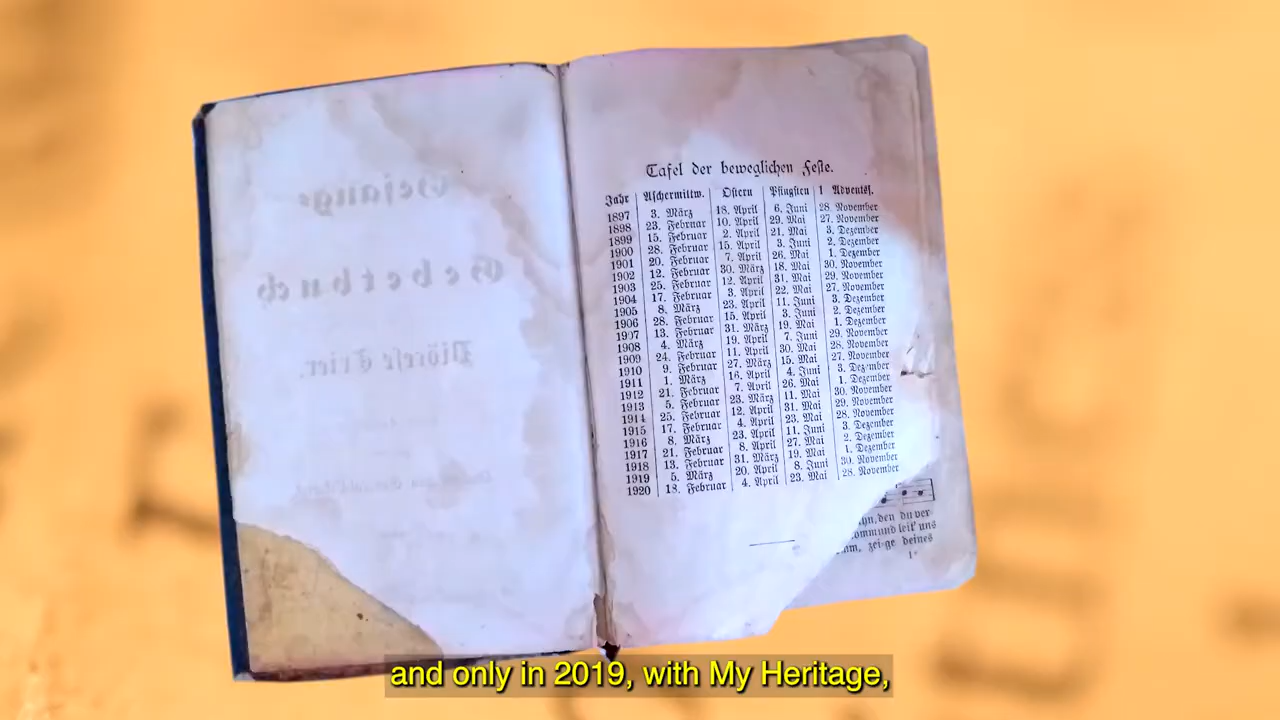 Tafel der beweglichen Feste.
Jahr Aschermittw. Ostern Pfingsten 1 Adventss.
1897 3. März 18. April 6. Juni 28. November
1898 23. Februar 10. April 29. Mai 27. November
1899 15. Februar 2. April 21. Mai 3. Dezember
1900 28. Februar 15. April 3. Juni 2. Dezember
1901 20. Februar 7. April 26. Mai 1. Dezember
1902 12. Februar 30. März 18. Mai 30. November
1903 25. Februar 12. April 31. Mai 29. November
1904 17. Februar 3. April 22. Mai 27. November
1905 8. März 23. April 11. Juni 3. Dezember
1906 28. Februar 15. April 3. Juni 2. Dezember
1907 13. Februar 31. März 19. Mai 1. Dezember
1908 4. März 19. April 7. Juni 29. November
1909 24. Februar 11. April 30. Mai 28. November
1910 9. Februar 27. März 15. Mai 27. November
1911 1. März 16. April 4. Juni 3. Dezember
1912 21. Februar 7. April 26. Mai 1. Dezember
1913 5. Februar 23. März 11. Mai 30. November
1914 25. Februar 12. April 31. Mai 29. November
1915 17. Februar 4. April 23. Mai 28. November
1916 8. März 23. April 11. Juni 3. Dezember
1917 21. Februar 8. April 27. Mai 2. Dezember
1918 13. Februar 31. März 19. Mai 1. Dezember
1919 5. März 20. April 8. Juni 30. November
1920 18. Februar 4. April 23. Mai 28. November
den du ver-
komm und leit' uns
zei-ge deines
1*
and only in 2019, with My Heritage,